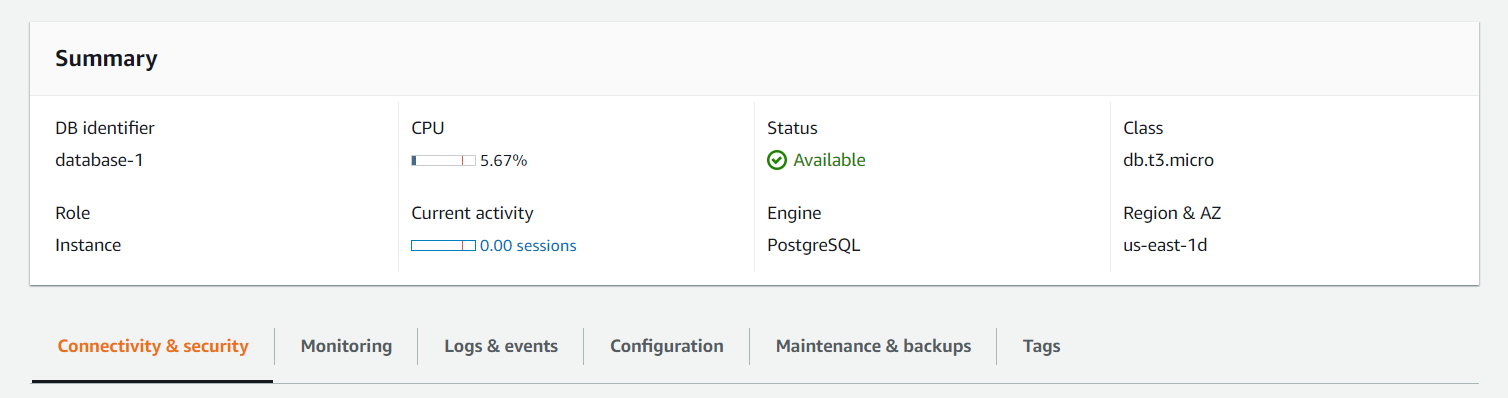 Summary
DB identifier
database-1
CPU
5.67%
Status
Available
Class
db.t3.micro
Role
Instance
Current activity
0.00 sessions
Engine
PostgreSQL
Region & AZ
us-east-1d
Connectivity & security
Monitoring
Logs & events
Configuration
Maintenance & backups
Tags